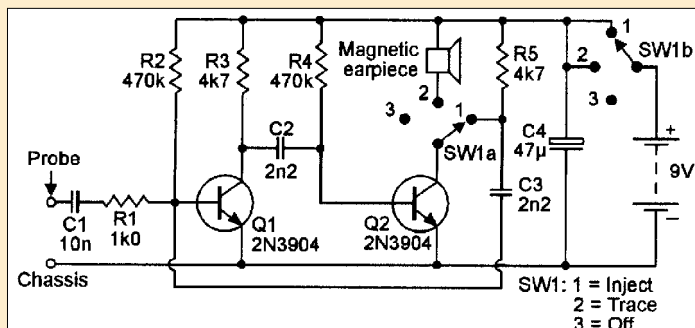 R2
470k
R3
4k7
R4
470k
Magnetic
earpiece
R5
4k7
1
2
SW1b
3
2
3
1
SW1a
C4
47µ
+
9V
−
C2
2n2
C3
2n2
Probe
C1
10n
R1
1k0
Q1
2N3904
Q2
2N3904
Chassis
SW1: 1 = Inject
2 = Trace
3 = Off